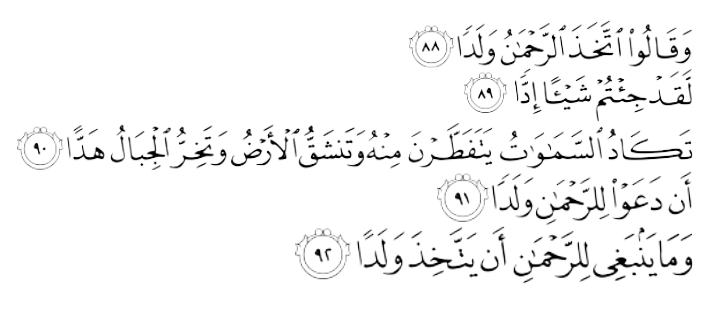 وَقَالُوا۟ ٱتَّخَذَ ٱلرَّحْمَـٰنُ وَلَدًا ٨٨
لَقَدْ جِئْتُمْ شَيْـًٔا إِدًّا ٨٩
تَكَادُ ٱلسَّمَـٰوَٰتُ يَتَفَطَّرْنَ مِنْهُ وَتَنشَقُّ ٱلْأَرْضُ وَتَخِرُّ ٱلْجِبَالُ هَدًّا ٩٠
أَن دَعَوْا۟ لِلرَّحْمَـٰنِ وَلَدًا ٩١
وَمَا يَنۢبَغِى لِلرَّحْمَـٰنِ أَن يَتَّخِذَ وَلَدًا ٩٢